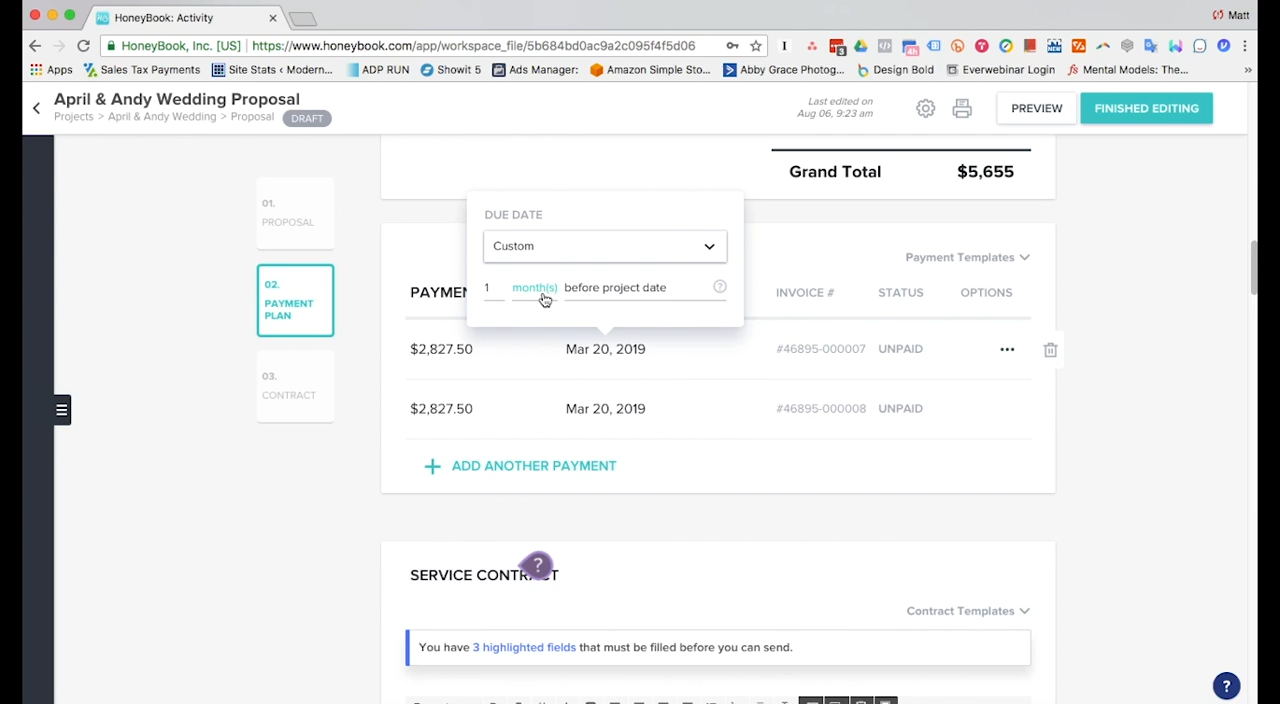 HoneyBook: Activity
Matt
HoneyBook, Inc. [US]
https://www.honeybook.com/app/workspace_file/5b684bd0ac9a2c095f4f5d06
Apps
Sales Tax Payments
Site Stats ‹ Modern...
ADP RUN
Showit 5
Ads Manager:
Amazon Simple Sto...
Abby Grace Photog...
Design Bold
Everwebinar Login
Mental Models: The...
April & Andy Wedding Proposal
Projects > April & Andy Wedding > Proposal
DRAFT
Last edited on
Aug 06, 9:23 am
PREVIEW
FINISHED EDITING
Grand Total $5,655
01.
PROPOSAL
02.
PAYMENT
PLAN
03.
CONTRACT
DUE DATE
Custom
1 month(s) before project date ?
Payment Templates
PAYMEN
INVOICE # STATUS OPTIONS
$2,827.50 Mar 20, 2019 #46895-000007 UNPAID
$2,827.50 Mar 20, 2019 #46895-000008 UNPAID
+ ADD ANOTHER PAYMENT
?
SERVICE CONTRACT
Contract Templates
You have 3 highlighted fields that must be filled before you can send.
?